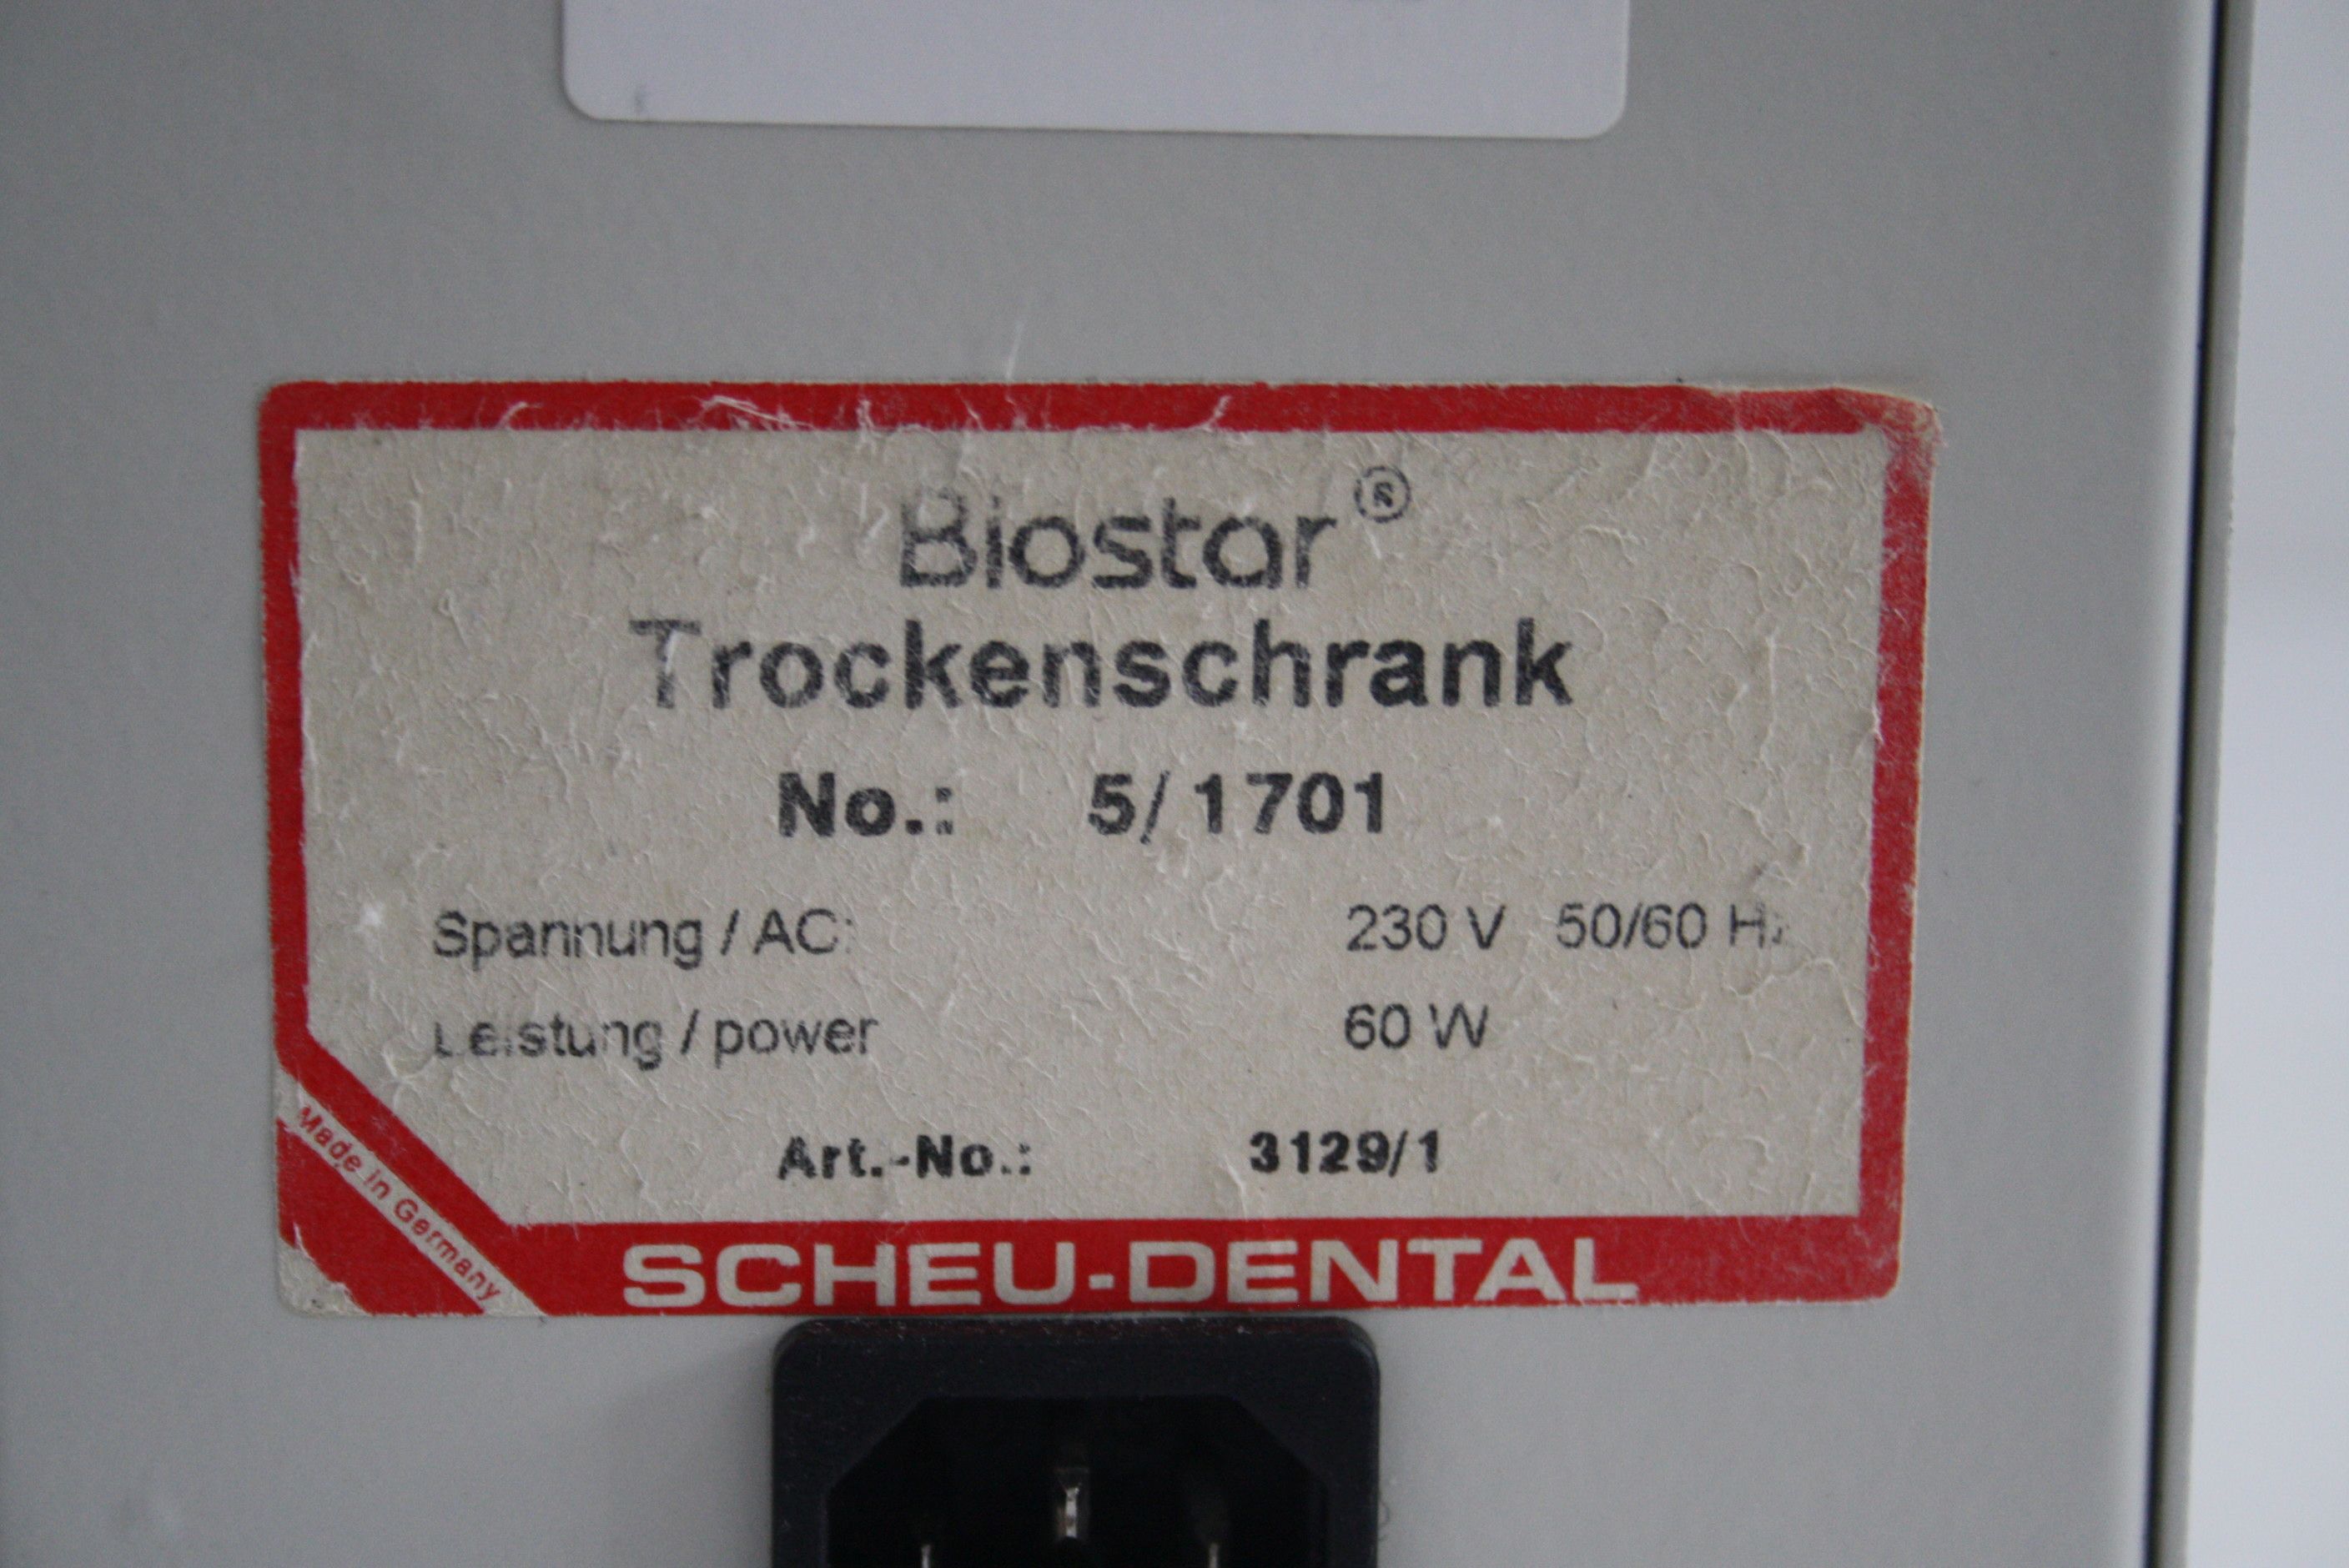 Biostar ®
Trockenschrank
No.: 5/1701
Spannung / AC: 230 V 50/60 Hz
Leistung / power 60 W
Art.-No.: 3129/1
Made in Germany
SCHEU-DENTAL